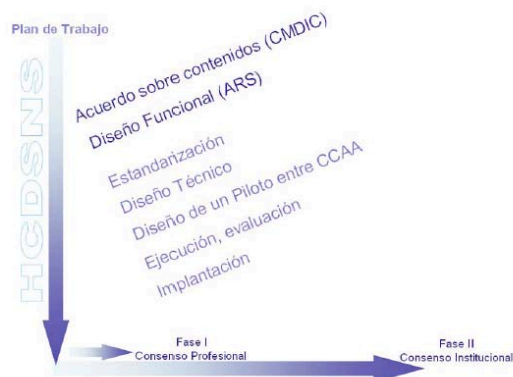 Plan de Trabajo
HCDSNS
Acuerdo sobre contenidos (CMDIC)
Diseño Funcional (ARS)
Estandarización
Diseño Técnico
Diseño de un Piloto entre CCAA
Ejecución, evaluación
Implantación
Fase I
Consenso Profesional
Fase II
Consenso Institucional